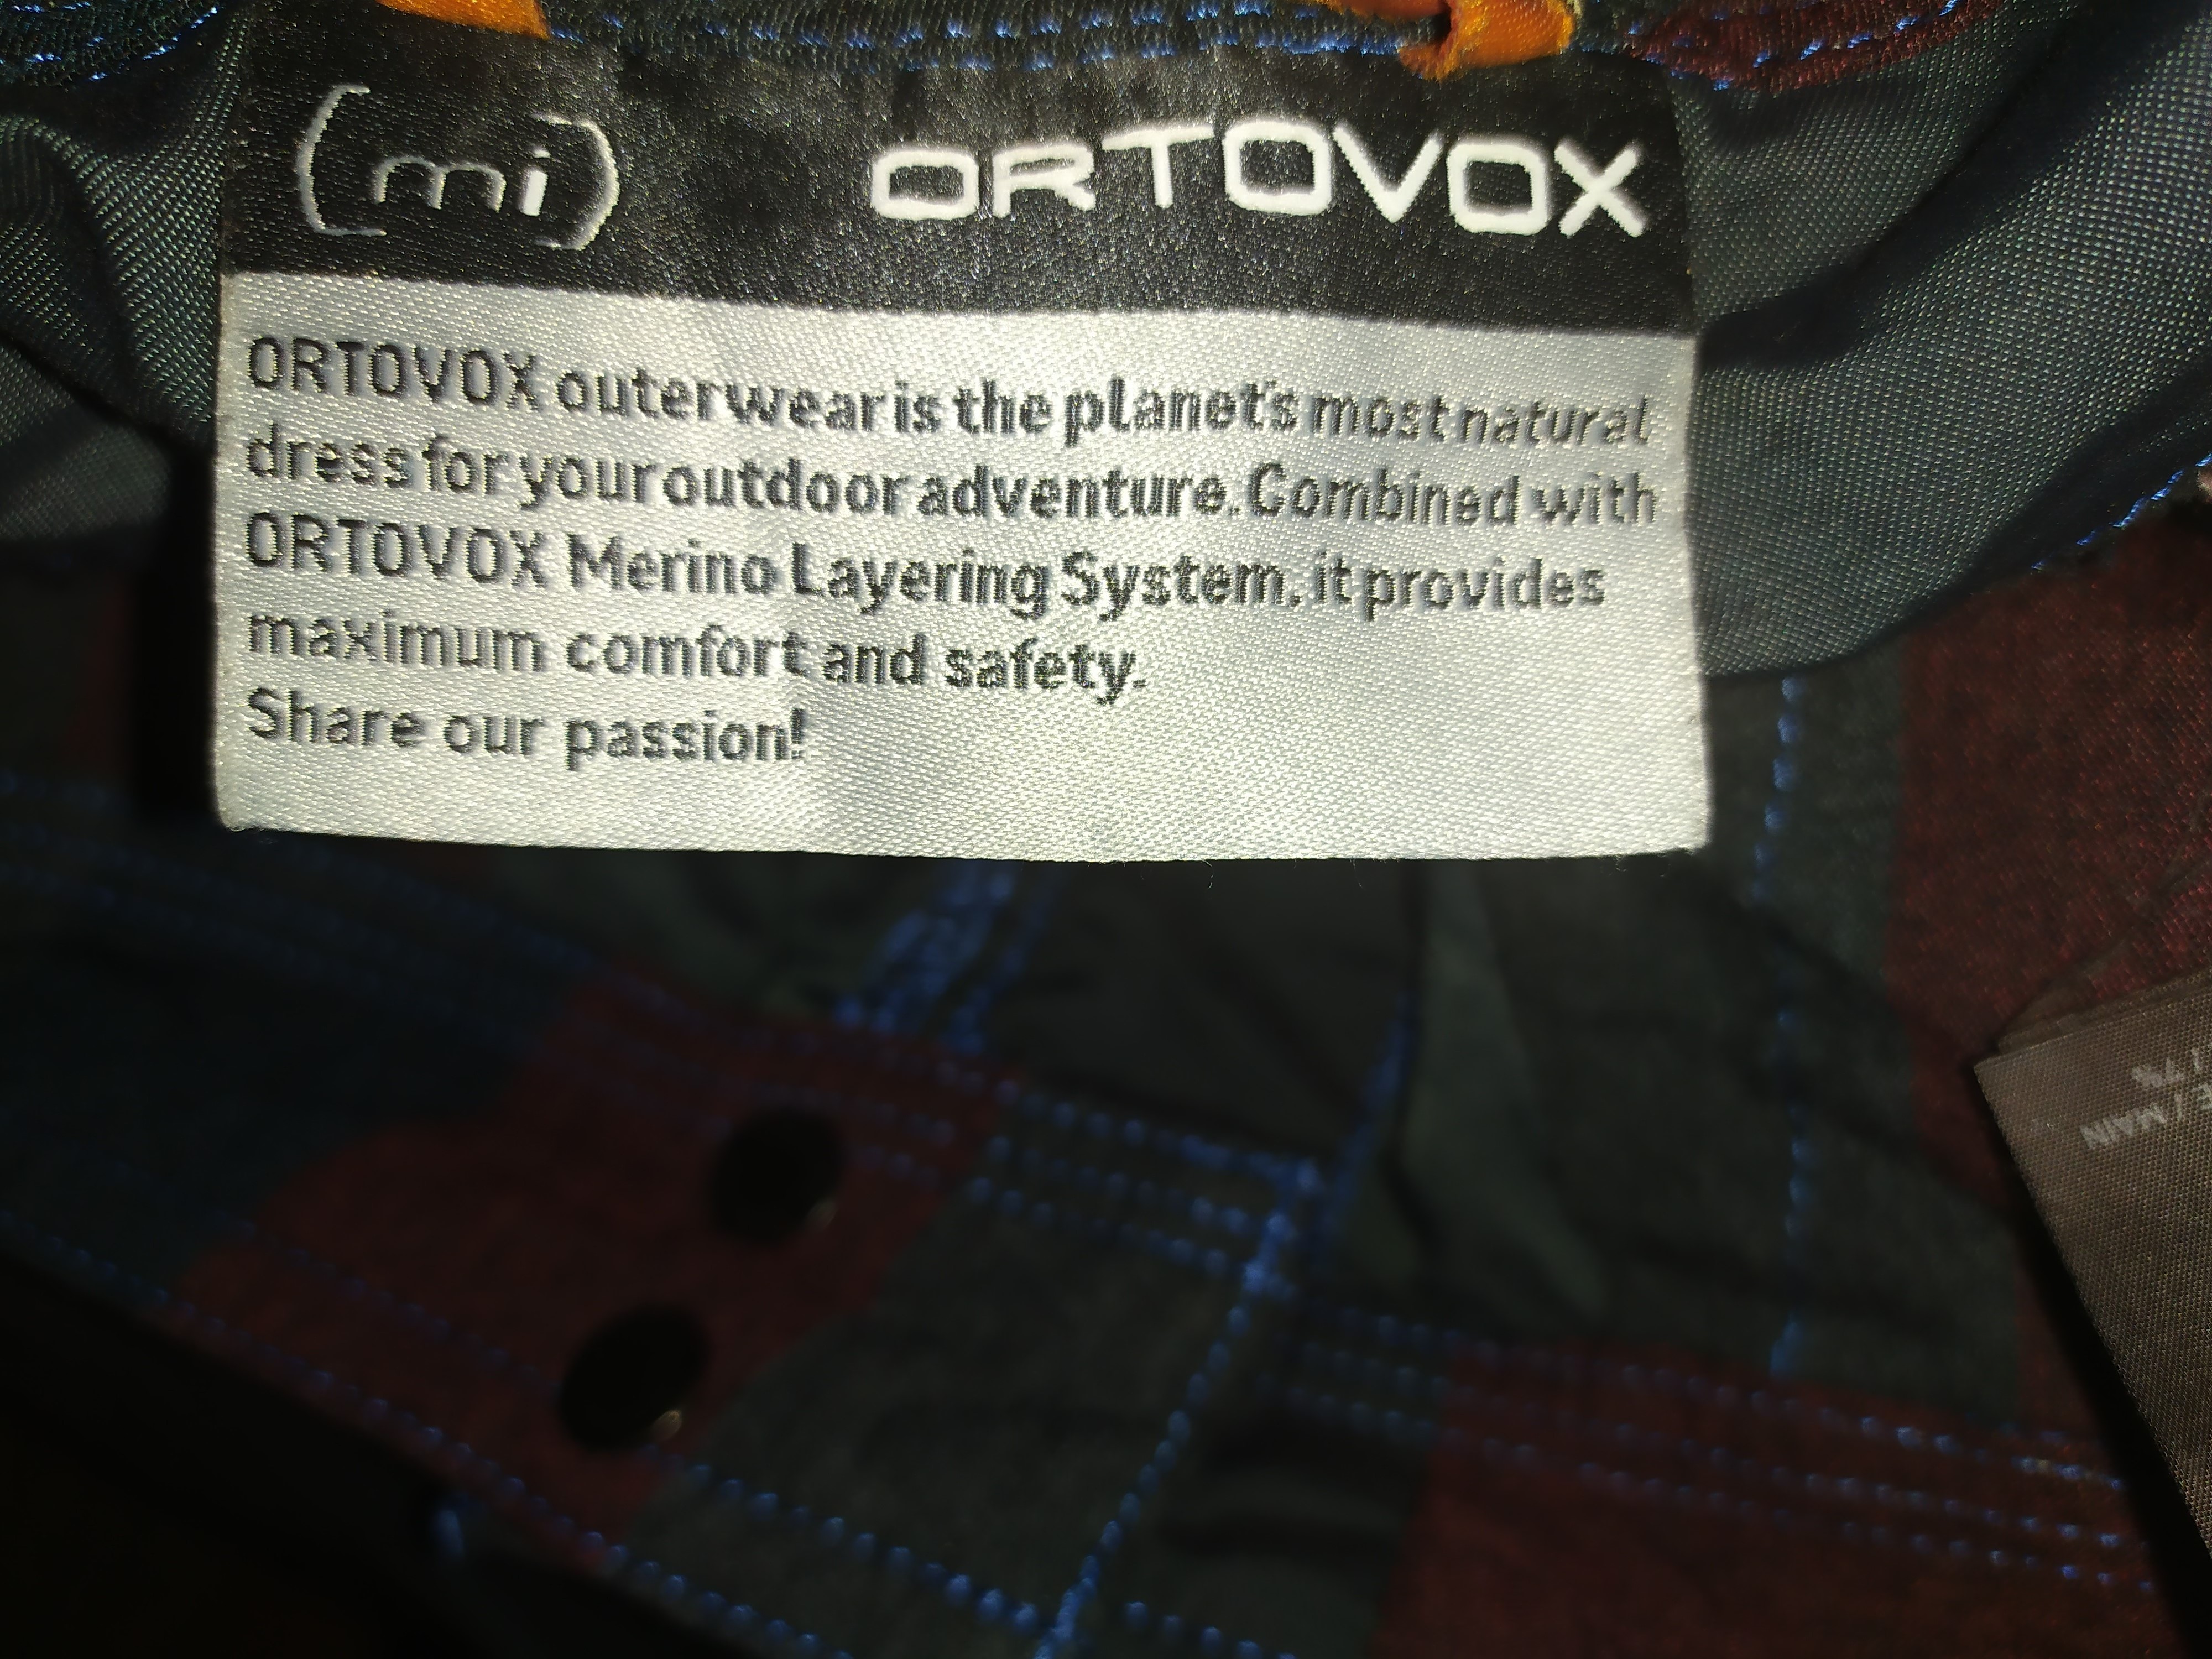 (mi) ORTOVOX
ORTOVOX outerwear is the planet's most natural
dress for your outdoor adventure. Combined with
ORTOVOX Merino Layering System, it provides
maximum comfort and safety.
Share our passion!
/ MAIN